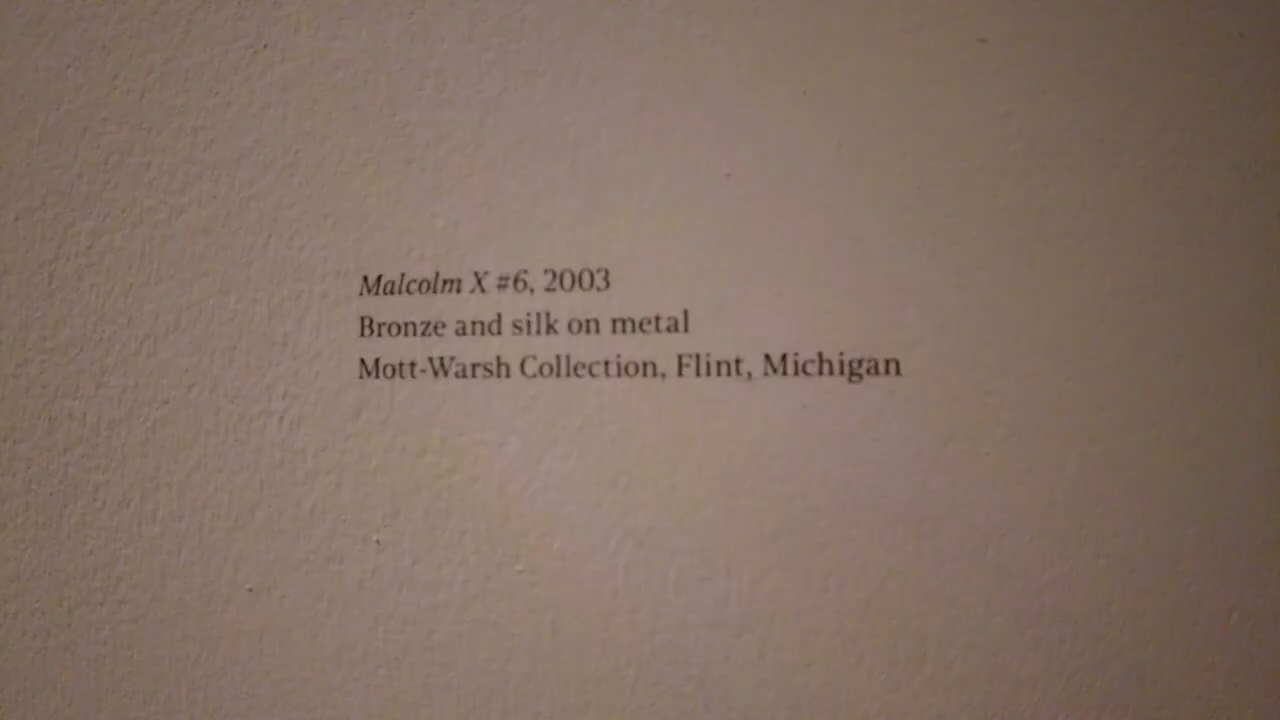 Malcolm X #6, 2003
Bronze and silk on metal
Mott-Warsh Collection, Flint, Michigan